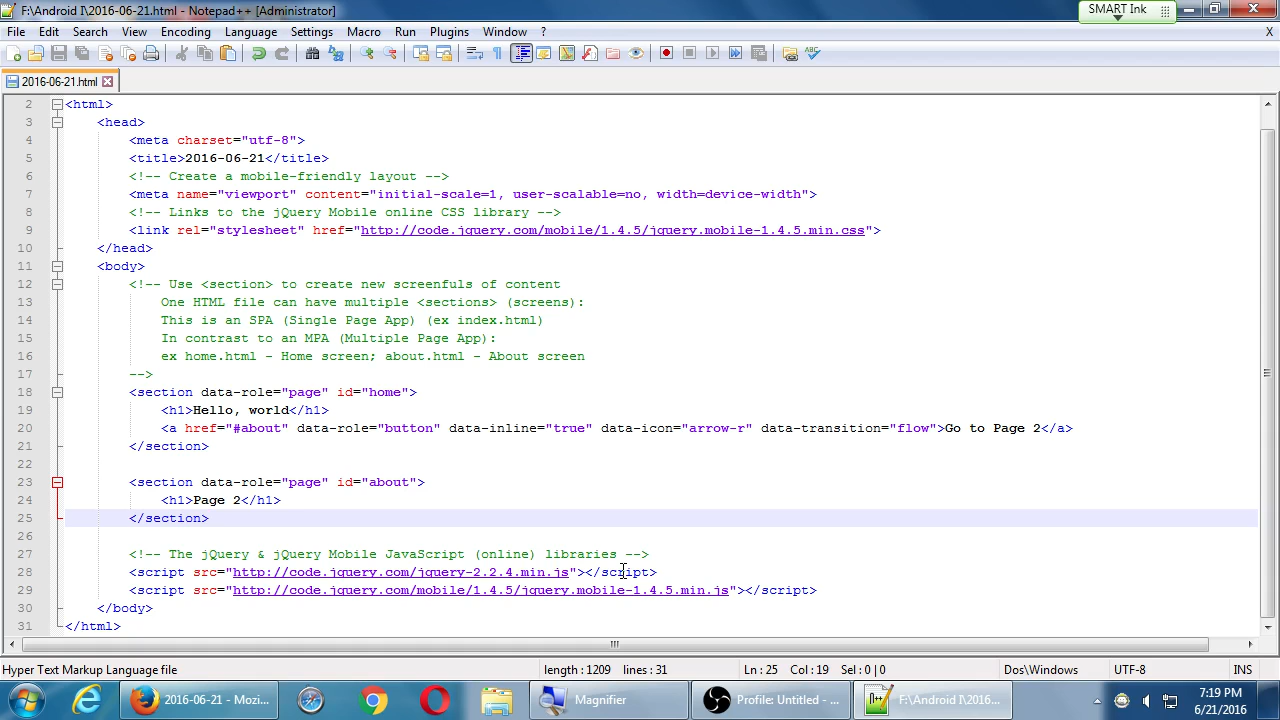 F:\Android I\2016-06-21.html - Notepad++ [Administrator]
SMART Ink
File Edit Search View Encoding Language Settings Macro Run Plugins Window ? X
2016-06-21.html
2 <html>
3 <head>
4 <meta charset="utf-8">
5 <title>2016-06-21</title>
6 <!-- Create a mobile-friendly layout -->
7 <meta name="viewport" content="initial-scale=1, user-scalable=no, width=device-width">
8 <!-- Links to the jQuery Mobile online CSS library -->
9 <link rel="stylesheet" href="http://code.jquery.com/mobile/1.4.5/jquery.mobile-1.4.5.min.css">
10 </head>
11 <body>
12 <!-- Use <section> to create new screenfuls of content
13 One HTML file can have multiple <sections> (screens):
14 This is an SPA (Single Page App) (ex index.html)
15 In contrast to an MPA (Multiple Page App):
16 ex home.html - Home screen; about.html - About screen
17 -->
18 <section data-role="page" id="home">
19 <h1>Hello, world</h1>
20 <a href="#about" data-role="button" data-inline="true" data-icon="arrow-r" data-transition="flow">Go to Page 2</a>
21 </section>
22
23 <section data-role="page" id="about">
24 <h1>Page 2</h1>
25 </section>
26
27 <!-- The jQuery & jQuery Mobile JavaScript (online) libraries -->
28 <script src="http://code.jquery.com/jquery-2.2.4.min.js"></script>
29 <script src="http://code.jquery.com/mobile/1.4.5/jquery.mobile-1.4.5.min.js"></script>
30 </body>
31 </html>
Hyper Text Markup Language file length : 1209 lines : 31 Ln : 25 Col : 19 Sel : 0 | 0 Dos\Windows UTF-8 INS
2016-06-21 - Mozi... Magnifier Profile: Untitled - ... F:\Android I\2016...
7:19 PM
6/21/2016